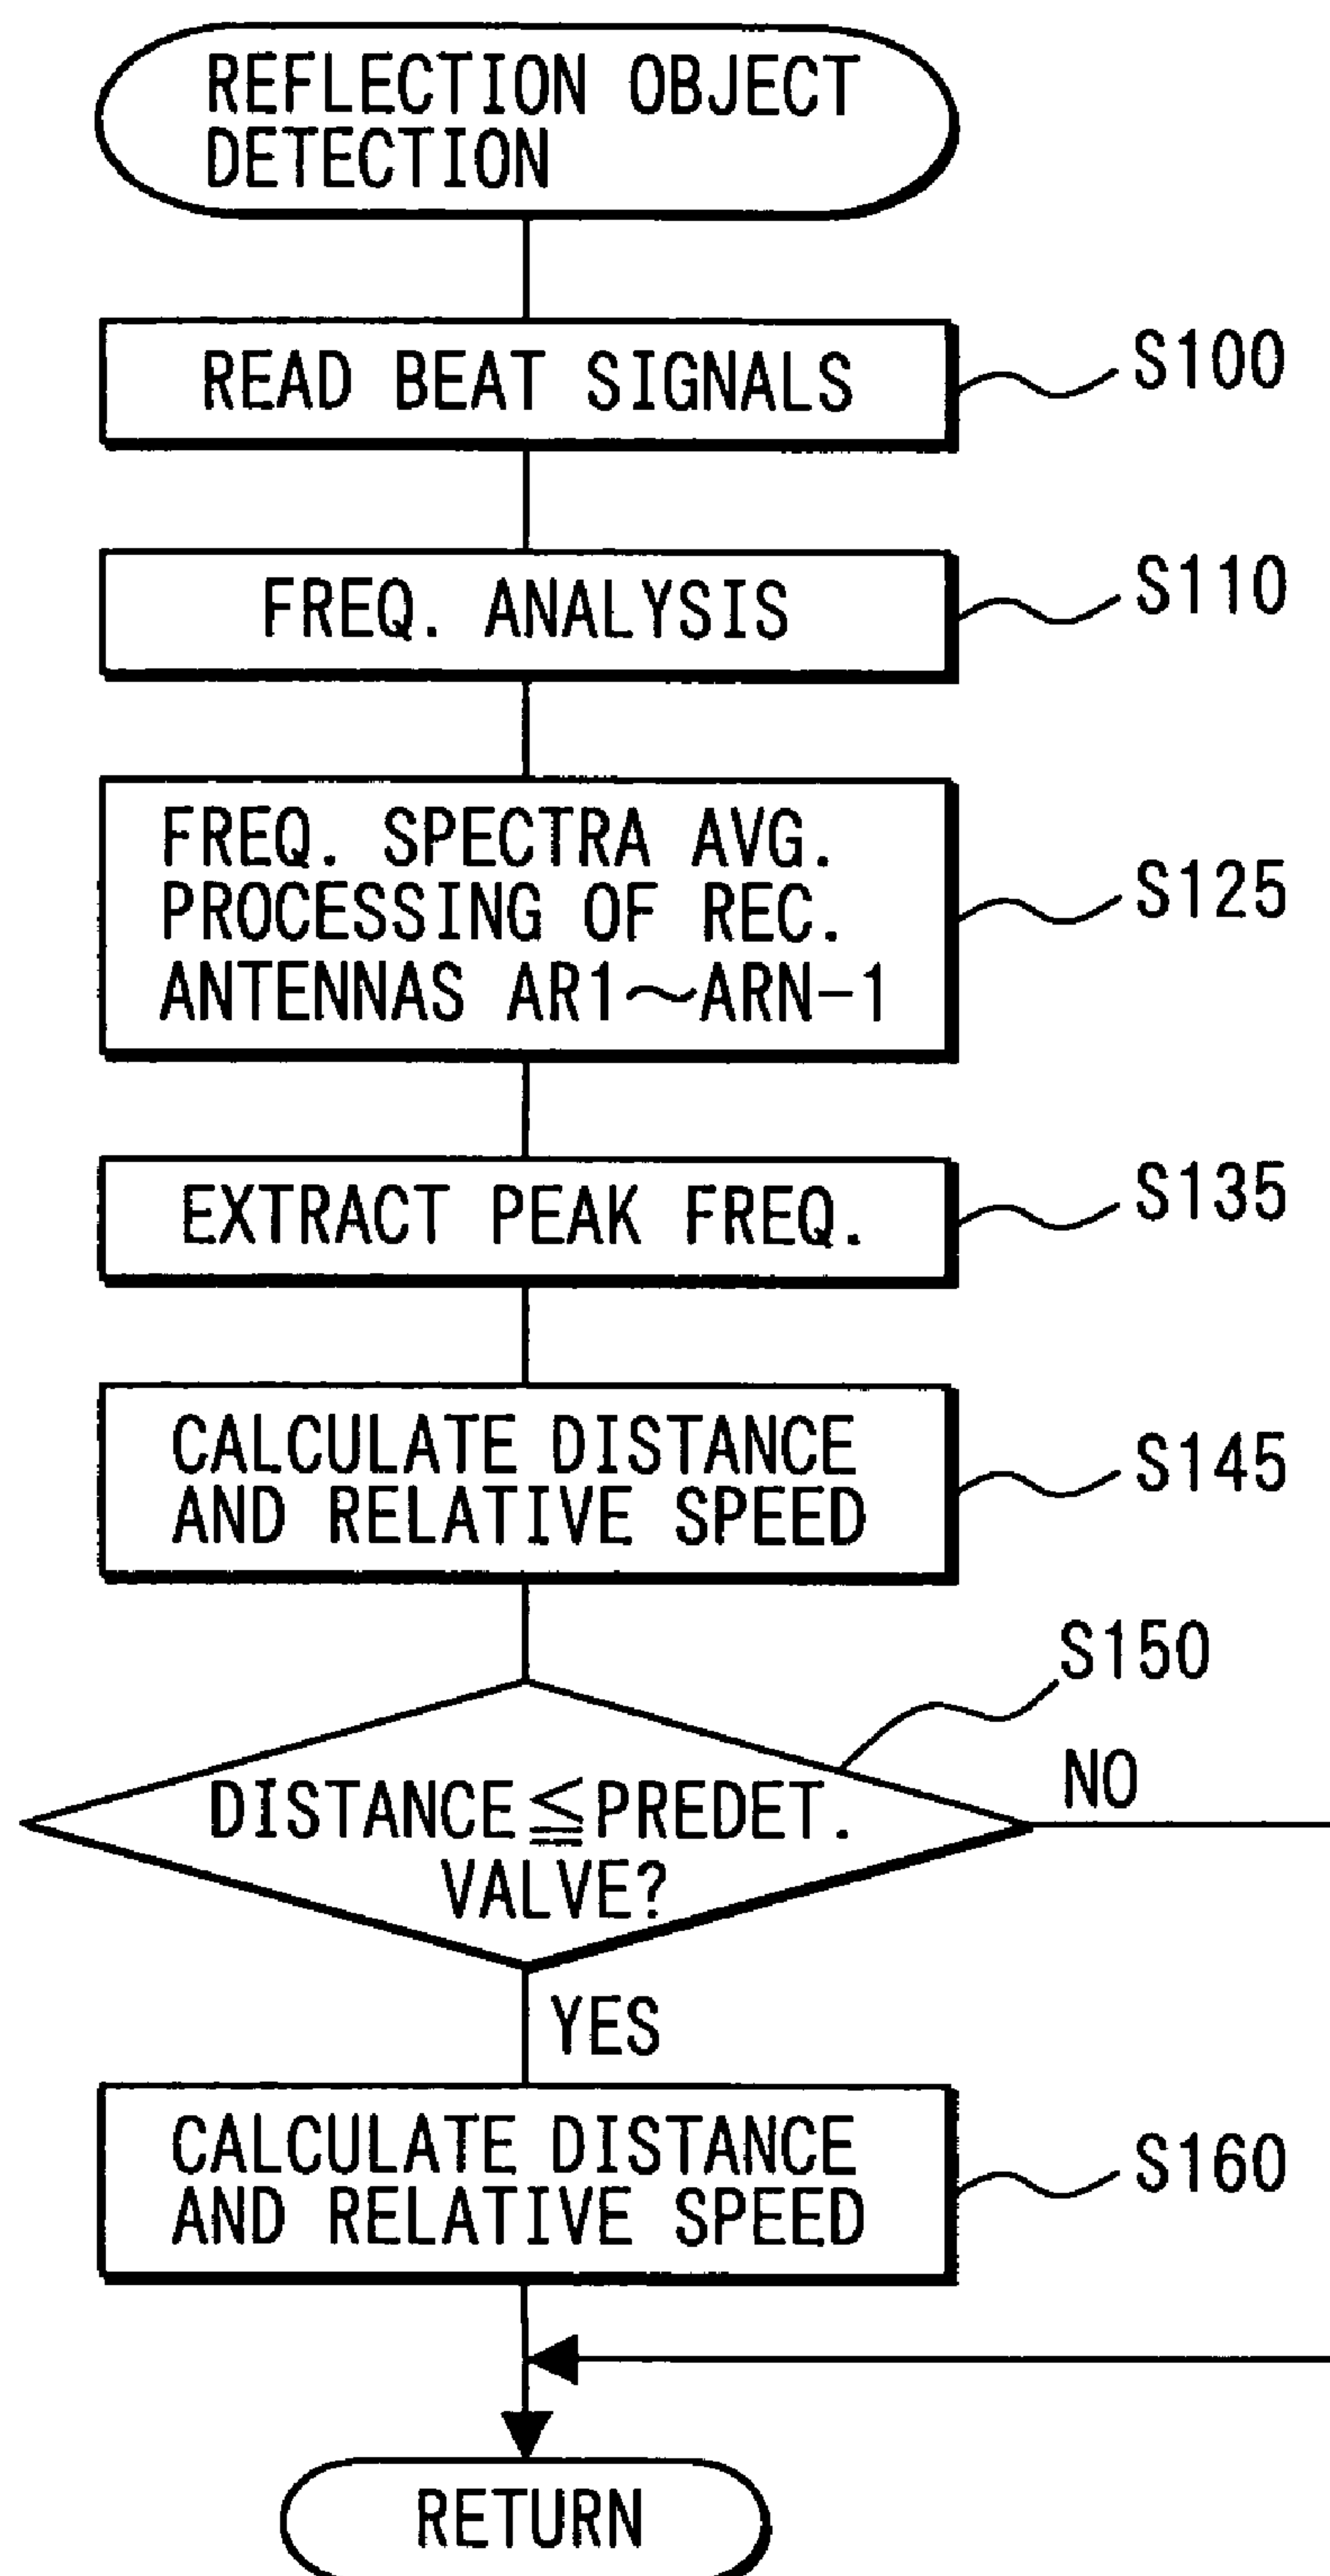 REFLECTION OBJECT
DETECTION
READ BEAT SIGNALS
S100
FREQ. ANALYSIS
S110
FREQ. SPECTRA AVG.
PROCESSING OF REC.
ANTENNAS AR1~ARN-1
S125
EXTRACT PEAK FREQ.
S135
CALCULATE DISTANCE
AND RELATIVE SPEED
S145
S150
DISTANCE≦PREDET.
VALVE?
NO
YES
CALCULATE DISTANCE
AND RELATIVE SPEED
S160
RETURN